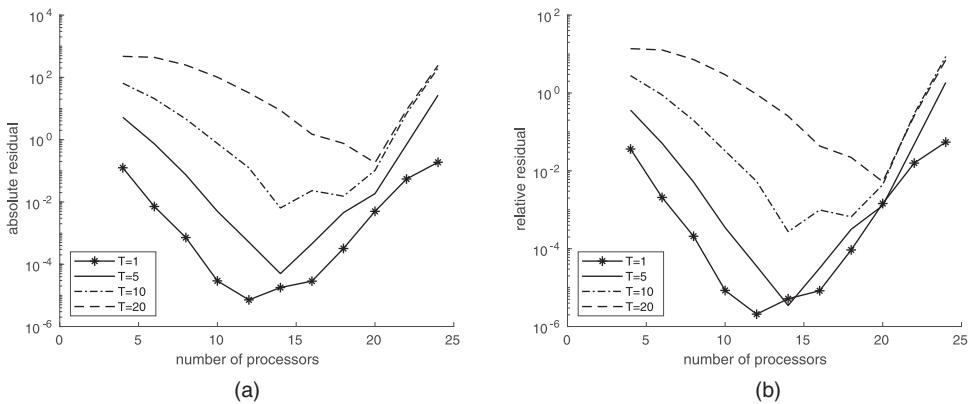 absolute residual
10^4
10^2
10^0
10^-2
10^-4
10^-6
T=1
T=5
T=10
T=20
0
5
10
15
20
25
number of processors
(a)
relative residual
10^2
10^0
10^-2
10^-4
10^-6
T=1
T=5
T=10
T=20
0
5
10
15
20
25
number of processors
(b)